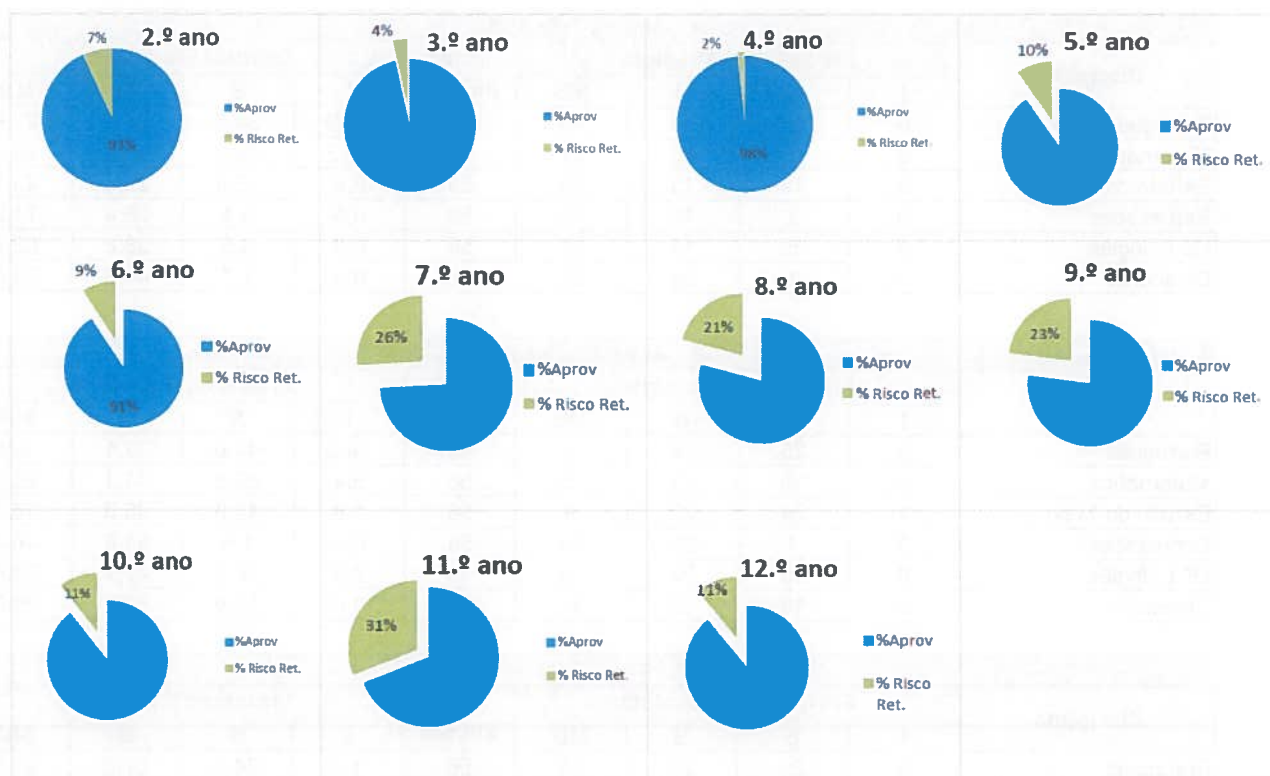 2.º ano
7%
93%
%Aprov
% Risco Ret.
3.º ano
4%
%Aprov
% Risco Ret.
4.º ano
2%
98%
%Aprov
% Risco Ret.
5.º ano
10%
%Aprov
% Risco Ret.
6.º ano
9%
91%
%Aprov
% Risco Ret.
7.º ano
26%
%Aprov
% Risco Ret.
8.º ano
21%
%Aprov
% Risco Ret.
9.º ano
23%
%Aprov
% Risco Ret.
10.º ano
11%
%Aprov
% Risco Ret.
11.º ano
31%
%Aprov
% Risco Ret.
12.º ano
11%
%Aprov
% Risco
Ret.